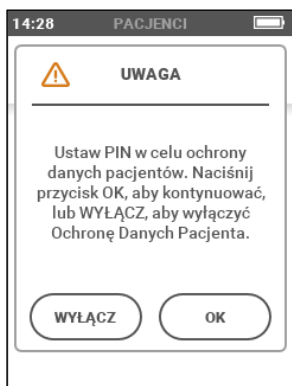 14:28 PACJENCI
UWAGA
Ustaw PIN w celu ochrony
danych pacjentów. Naciśnij
przycisk OK, aby kontynuować,
lub WYŁĄCZ, aby wyłączyć
Ochronę Danych Pacjenta.
WYŁĄCZ OK